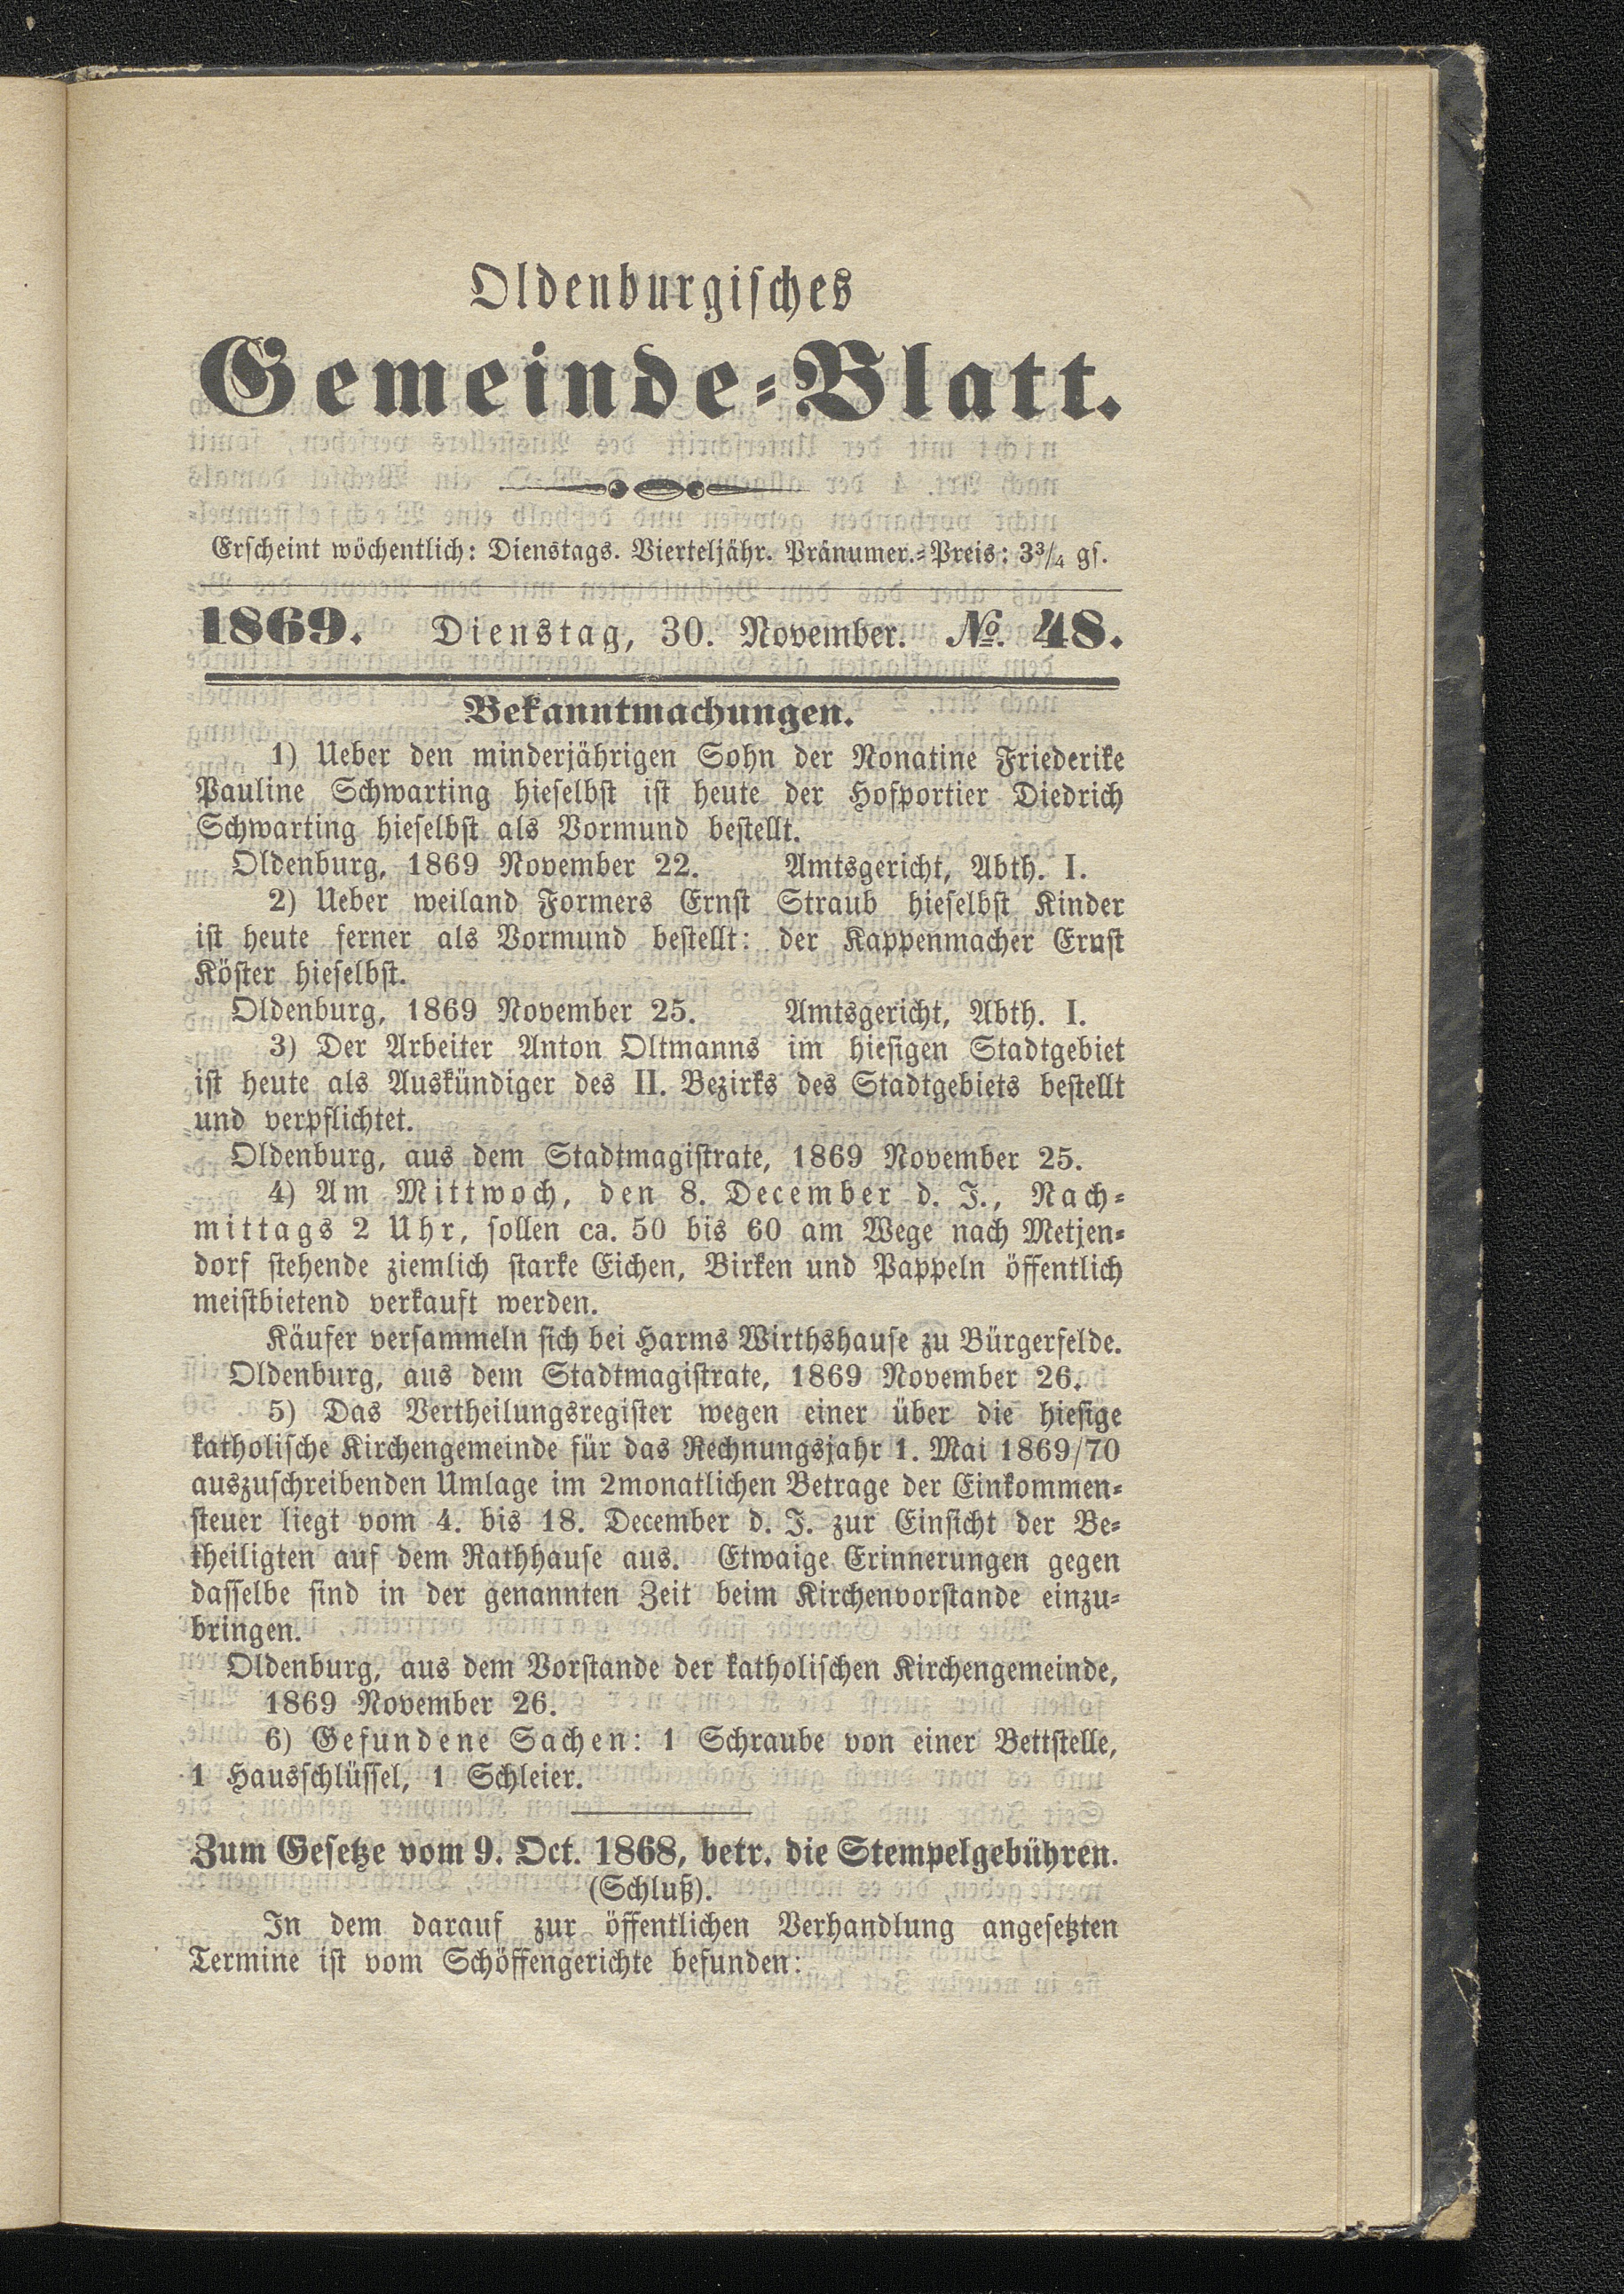 Oldenburgisches
Gemeinde-Blatt.
Erscheint wöchentlich: Dienstags. Vierteljähr. Pränumer.-Preis: 3¾ gs.
1869. Dienstag, 30. November. №. 48.
Bekanntmachungen.
1) Ueber den minderjährigen Sohn der Nonatine Friederike
Pauline Schwarting hieselbst ist heute der Hofportier Diedrich
Schwarting hieselbst als Vormund bestellt.
Oldenburg, 1869 November 22. Amtsgericht, Abth. I.
2) Ueber weiland Formers Ernst Straub hieselbst Kinder
ist heute ferner als Vormund bestellt: der Kappenmacher Ernst
Köster hieselbst.
Oldenburg, 1869 November 25. Amtsgericht, Abth. I.
3) Der Arbeiter Anton Oltmanns im hiesigen Stadtgebiet
ist heute als Auskündiger des II. Bezirks des Stadtgebiets bestellt
und verpflichtet.
Oldenburg, aus dem Stadtmagistrate, 1869 November 25.
4) Am Mittwoch, den 8. December d. J., Nach-
mittags 2 Uhr, sollen ca. 50 bis 60 am Wege nach Metjen-
dorf stehende ziemlich starke Eichen, Birken und Pappeln öffentlich
meistbietend verkauft werden.
Käufer versammeln sich bei Harms Wirthshause zu Bürgerfelde.
Oldenburg, aus dem Stadtmagistrate, 1869 November 26.
5) Das Vertheilungsregister wegen einer über die hiesige
katholische Kirchengemeinde für das Rechnungsjahr 1. Mai 1869/70
auszuschreibenden Umlage im 2monatlichen Betrage der Einkommen-
steuer liegt vom 4. bis 18. December d. J. zur Einsicht der Be-
theiligten auf dem Rathhause aus. Etwaige Erinnerungen gegen
dasselbe sind in der genannten Zeit beim Kirchenvorstande einzu-
bringen.
Oldenburg, aus dem Vorstande der katholischen Kirchengemeinde,
1869 November 26.
6) Gefundene Sachen: 1 Schraube von einer Bettstelle,
1 Hausschlüssel, 1 Schleier.
Zum Gesetze vom 9. Oct. 1868, betr. die Stempelgebühren.
(Schluß).
In dem darauf zur öffentlichen Verhandlung angesetzten
Termine ist vom Schöffengerichte befunden: